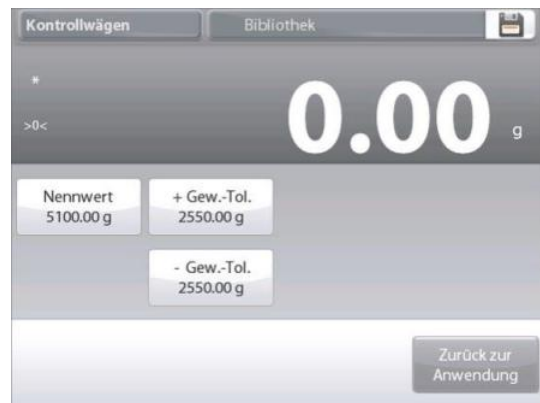 Kontrollwägen
Bibliothek
*
>0<
0.00 g
Nennwert
5100.00 g
+ Gew.-Tol.
2550.00 g
- Gew.-Tol.
2550.00 g
Zurück zur
Anwendung